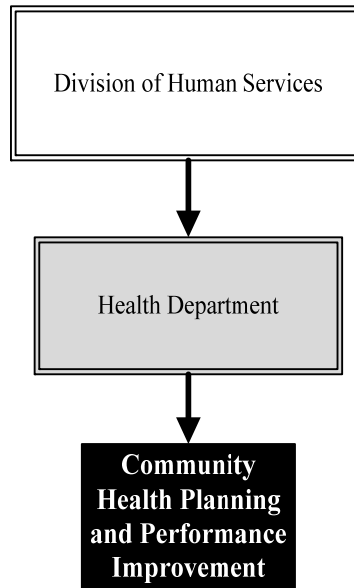 Division of Human Services
Health Department
Community
Health Planning
and Performance
Improvement